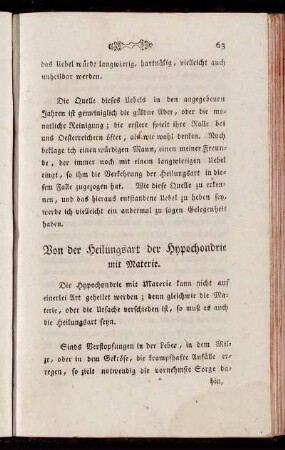 63
das Uebel würde langwierig, hartnäkig, vielleicht auch
unheilbar werden.
Die Quelle dieses Uebels in den angegebenen
Jahren ist gemeiniglich die guldne Ader, oder die mo-
natliche Reinigung; die erstere spielt ihre Rolle bei
uns Oesterreichern öfter, als wir wohl denken. Noch
beklage ich einen würdigen Mann, einen meiner Freun-
de, der immer noch mit einem langwierigen Uebel
ringt, so ihm die Verkehrung der Heilungsart in die-
sem Falle zugezogen hat. Wie diese Quelle zu erken-
nen, und das hieraus entstandene Uebel zu heben sey,
werde ich vielleicht ein andermal zu sagen Gelegenheit
haben.
Von der Heilungsart der Hypochondrie
mit Materie.
Die Hypochondrie mit Materie kann nicht auf
einerlei Art geheilet werden; denn gleichwie die Ma-
terie, oder die Ursache verschieden ist, so muß es auch
die Heilungsart seyn.
Sinds Verstopfungen in der Leber, in dem Mil-
ze, oder in dem Gekröse, die krampfhafte Anfälle er-
regen, so zielt nothwendig die vornehmste Sorge da-
hin,